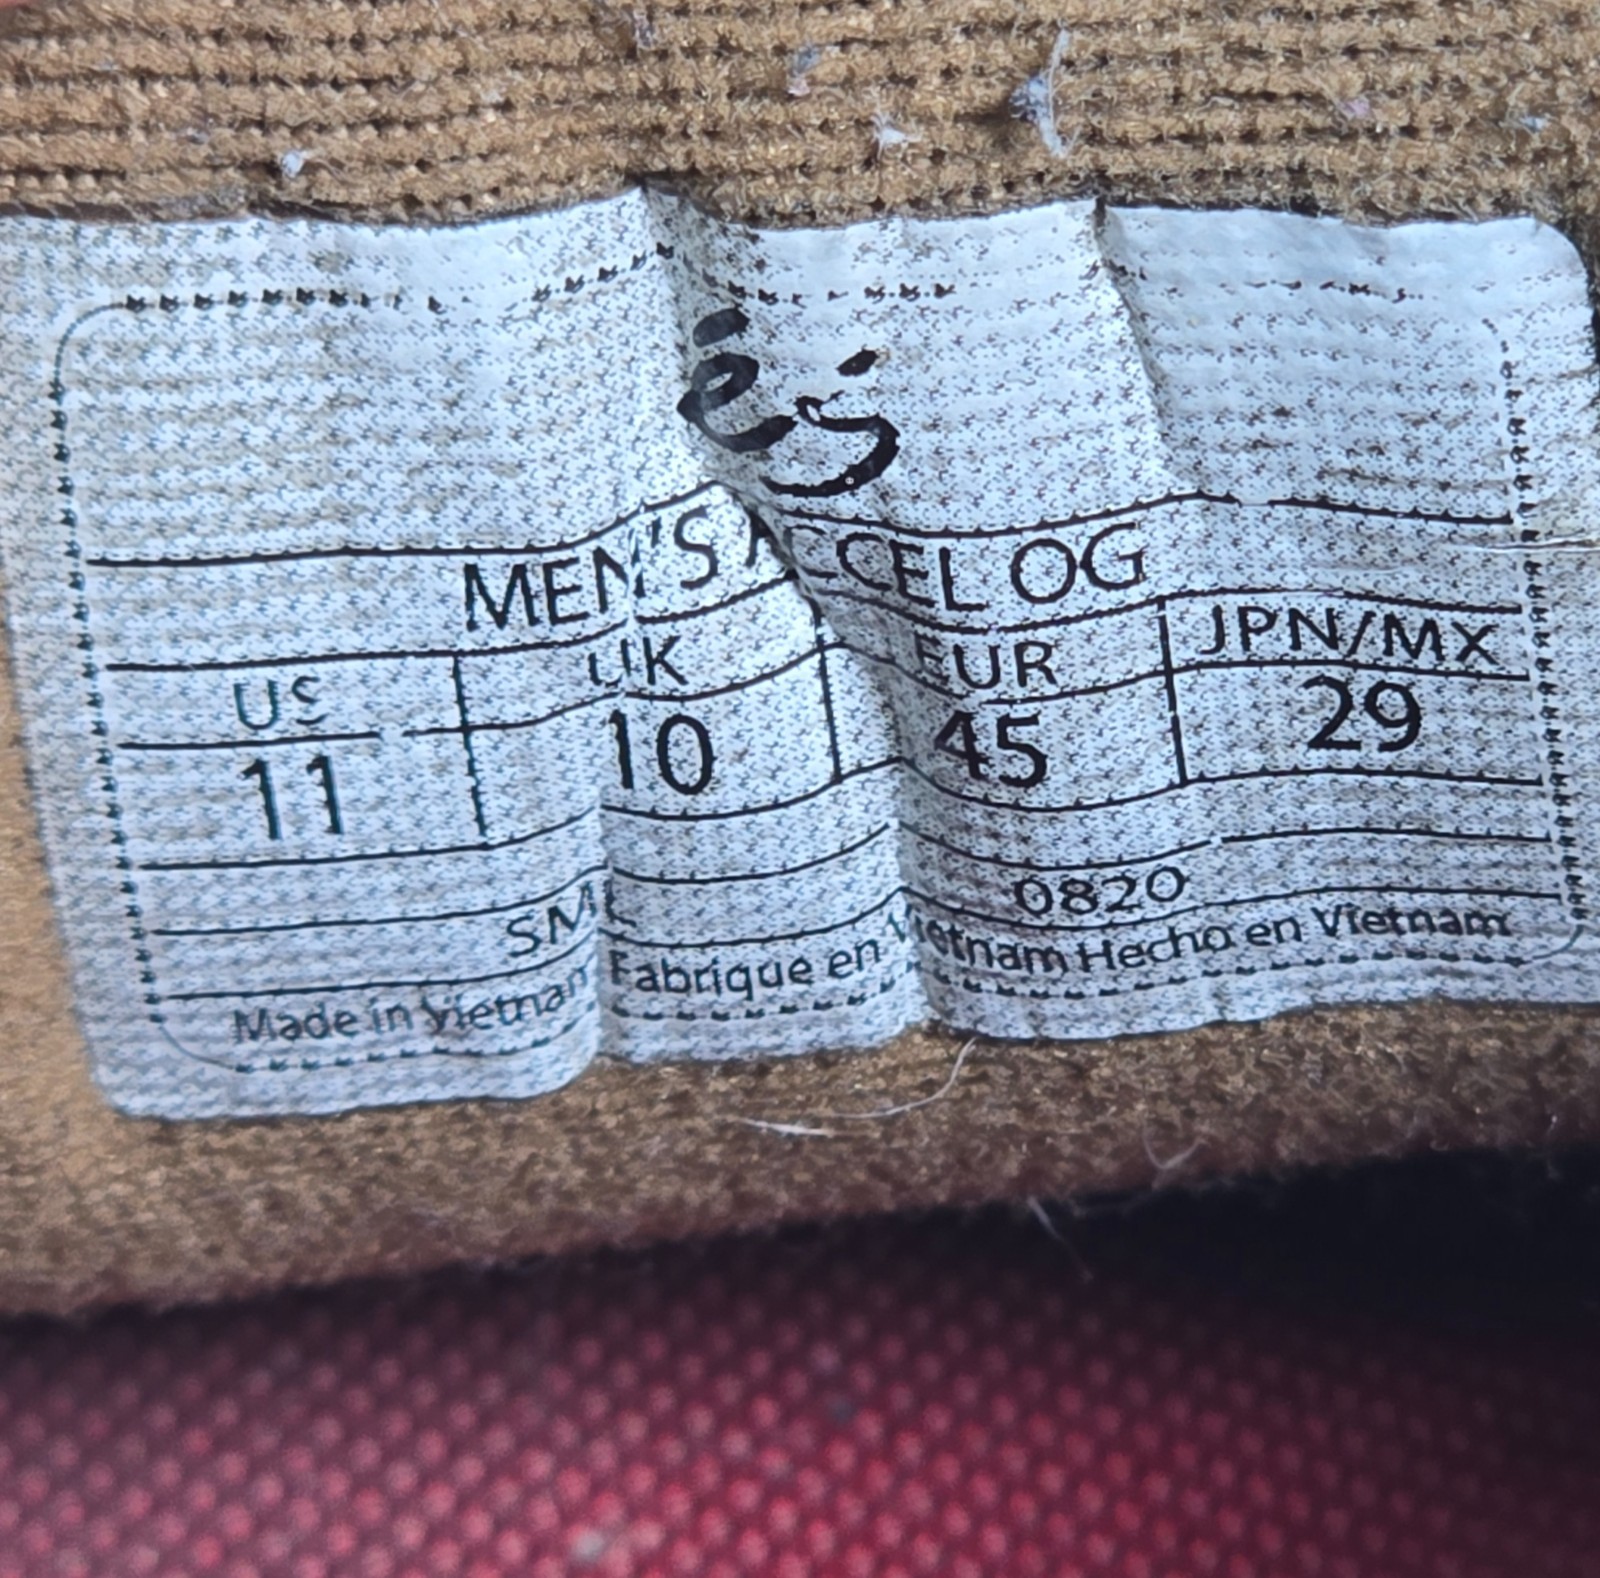 éS
MEN'S ACCEL OG
US UK EUR JPN/MX
11 10 45 29
0820
Made in Vietnam Fabrique en Vietnam Hecho en Vietnam